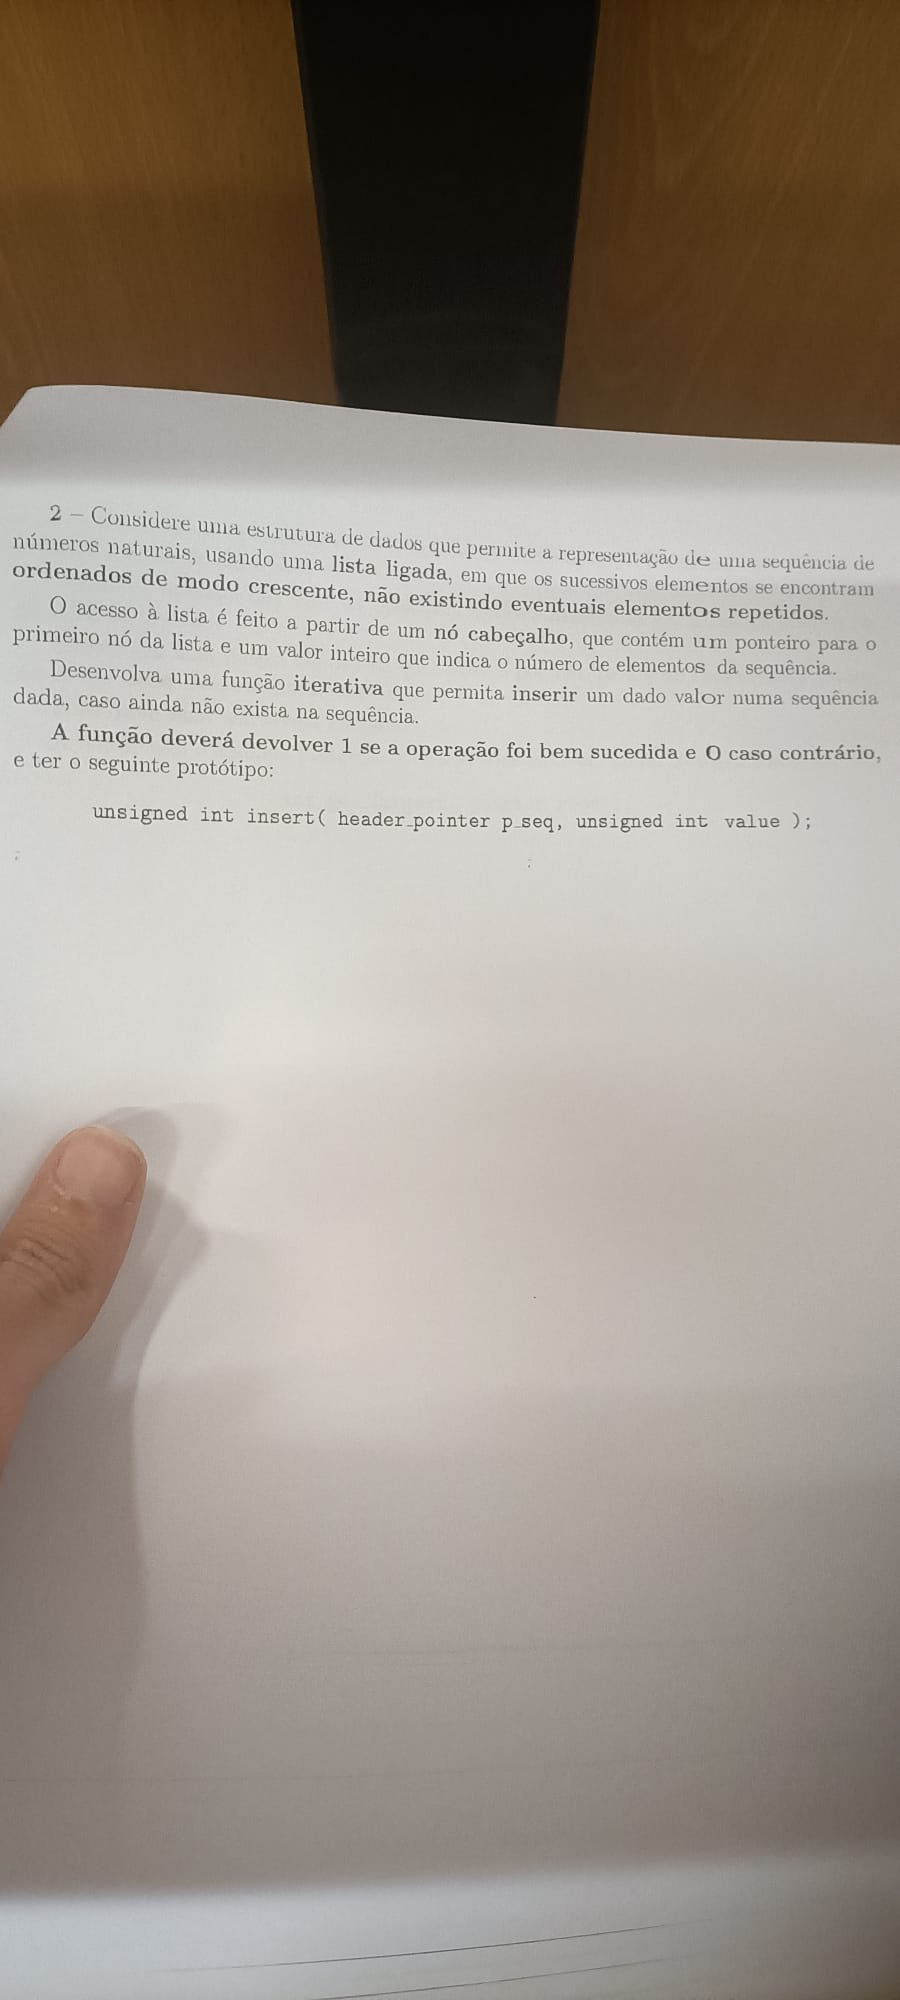 2 – Considere uma estrutura de dados que permite a representação de uma sequência de
números naturais, usando uma lista ligada, em que os sucessivos elementos se encontram
ordenados de modo crescente, não existindo eventuais elementos repetidos.
O acesso à lista é feito a partir de um nó cabeçalho, que contém um ponteiro para o
primeiro nó da lista e um valor inteiro que indica o número de elementos da sequência.
Desenvolva uma função iterativa que permita inserir um dado valor numa sequência
dada, caso ainda não exista na sequência.
A função deverá devolver 1 se a operação foi bem sucedida e 0 caso contrário,
e ter o seguinte protótipo:
unsigned int insert( header_pointer p_seq, unsigned int value );